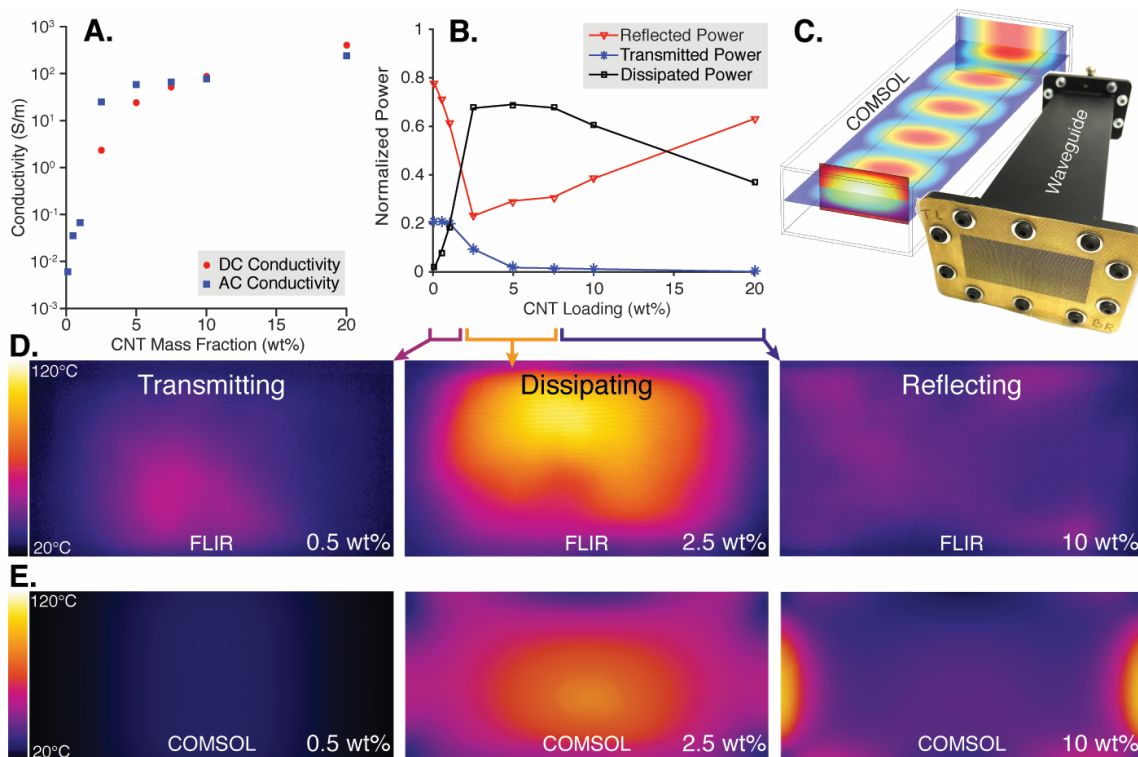 A.
Conductivity (S/m)
10³
10²
10¹
10⁰
10⁻¹
10⁻²
10⁻³
0 5 10 15 20
CNT Mass Fraction (wt%)
DC Conductivity
AC Conductivity
B.
Normalized Power
1
0.8
0.6
0.4
0.2
0
0 5 10 15 20
CNT Loading (wt%)
Reflected Power
Transmitted Power
Dissipated Power
C.
COMSOL
Waveguide
TL
BR
D.
120°C
20°C
Transmitting
FLIR 0.5 wt%
Dissipating
FLIR 2.5 wt%
Reflecting
FLIR 10 wt%
E.
120°C
20°C
COMSOL 0.5 wt%
COMSOL 2.5 wt%
COMSOL 10 wt%